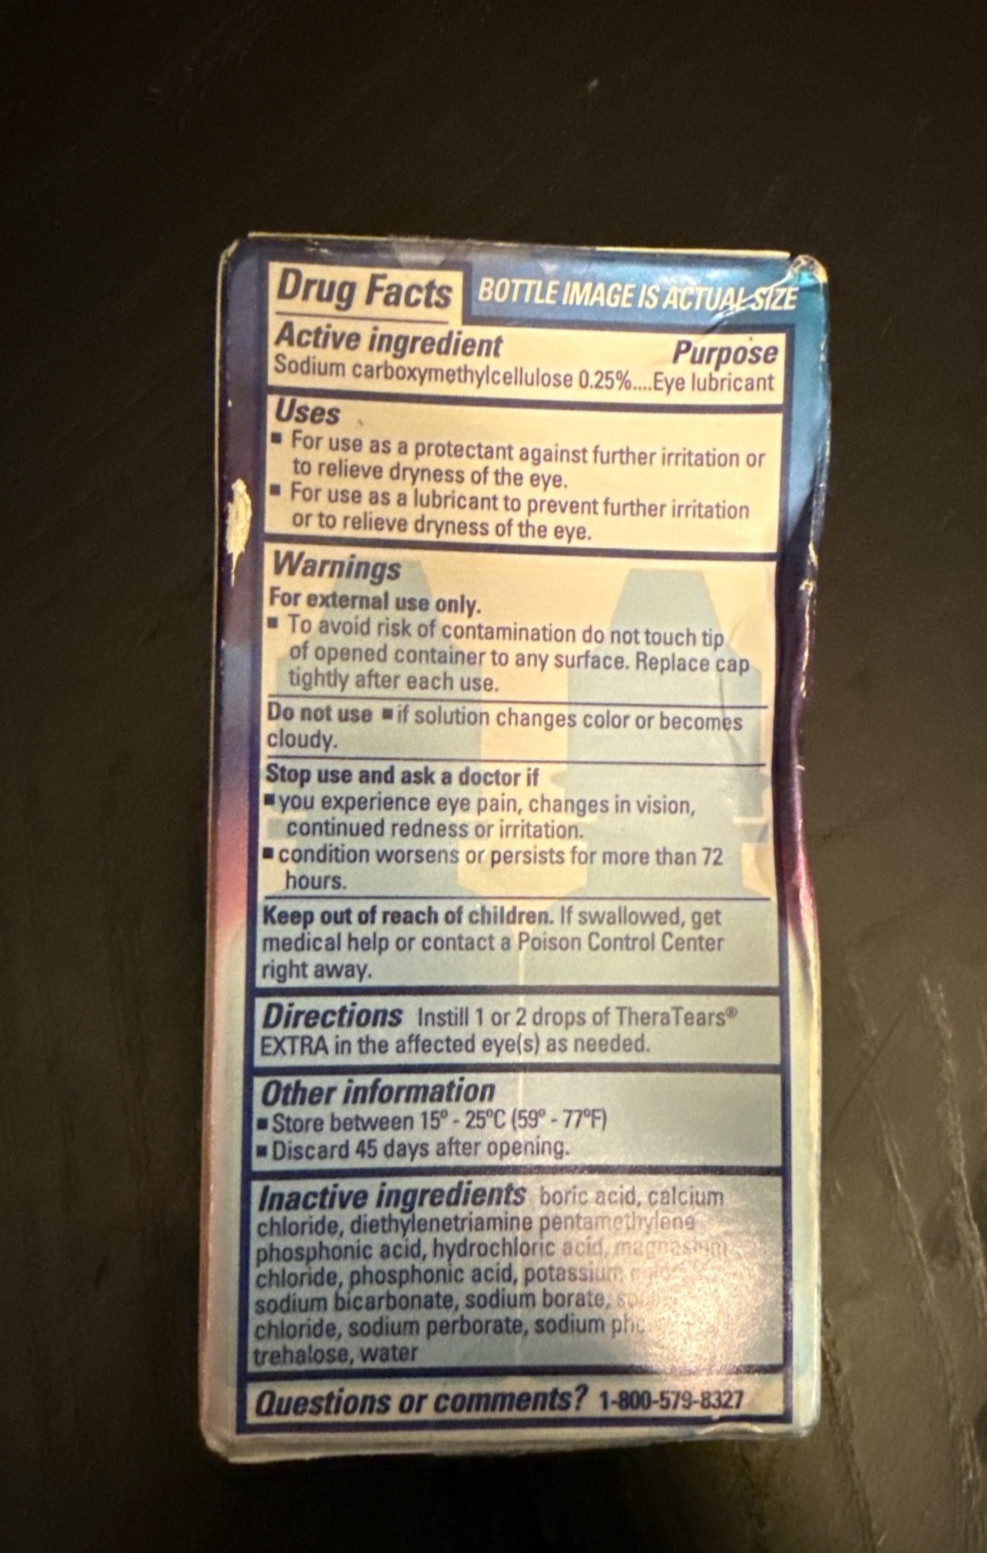 Drug Facts
BOTTLE IMAGE IS ACTUAL SIZE
Active ingredient Purpose
Sodium carboxymethylcellulose 0.25%....Eye lubricant
Uses
▪ For use as a protectant against further irritation or
to relieve dryness of the eye.
▪ For use as a lubricant to prevent further irritation
or to relieve dryness of the eye.
Warnings
For external use only.
▪ To avoid risk of contamination do not touch tip
of opened container to any surface. Replace cap
tightly after each use.
Do not use ▪ if solution changes color or becomes
cloudy.
Stop use and ask a doctor if
▪ you experience eye pain, changes in vision,
continued redness or irritation.
▪ condition worsens or persists for more than 72
hours.
Keep out of reach of children. If swallowed, get
medical help or contact a Poison Control Center
right away.
Directions Instill 1 or 2 drops of TheraTears®
EXTRA in the affected eye(s) as needed.
Other information
▪ Store between 15º - 25ºC (59º - 77ºF)
▪ Discard 45 days after opening.
Inactive ingredients boric acid, calcium
chloride, diethylenetriamine pentamethylene
phosphonic acid, hydrochloric acid, magnesium
chloride, phosphonic acid, potassium
sodium bicarbonate, sodium borate,
chloride, sodium perborate, sodium
trehalose, water
Questions or comments? 1-800-579-8327